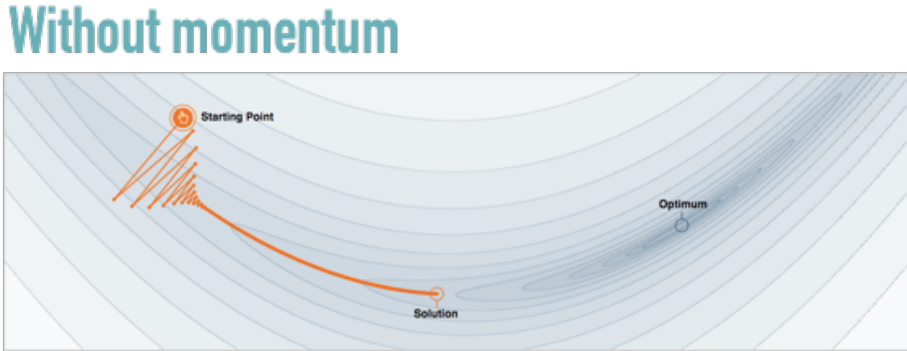 Without momentum
Starting Point
Optimum
Solution